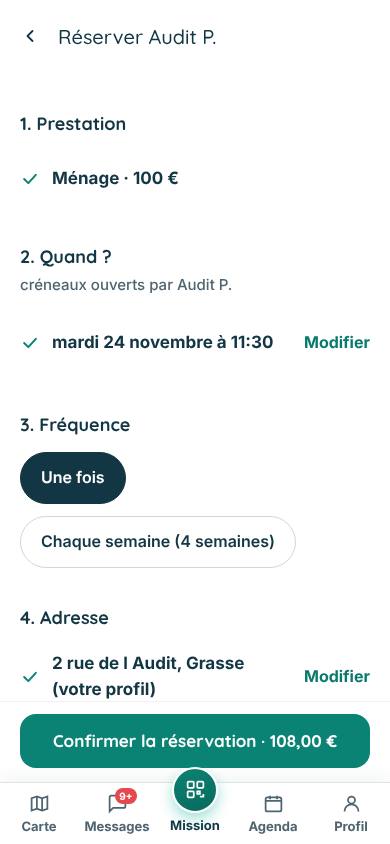 Réserver Audit P.
1. Prestation
Ménage · 100 €
2. Quand ?
créneaux ouverts par Audit P.
mardi 24 novembre à 11:30 Modifier
3. Fréquence
Une fois
Chaque semaine (4 semaines)
4. Adresse
2 rue de l Audit, Grasse
(votre profil)
Modifier
Confirmer la réservation · 108,00 €
9+
Carte Messages Mission Agenda Profil